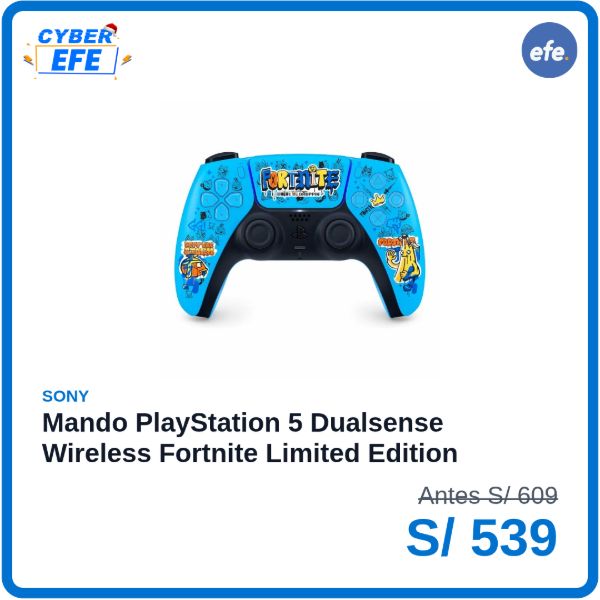 CYBER
EFE
efe.
FORTNITE
SONY
Mando PlayStation 5 Dualsense
Wireless Fortnite Limited Edition
Antes S/ 609
S/ 539